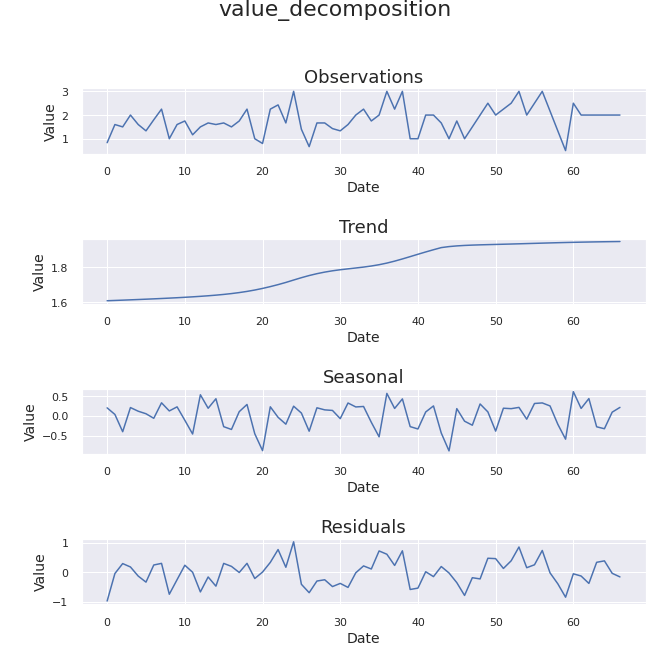 value_decomposition
Observations
3
2
1
Value
0 10 20 30 40 50 60
Date
Trend
1.8
1.6
Value
0 10 20 30 40 50 60
Date
Seasonal
0.5
0.0
−0.5
Value
0 10 20 30 40 50 60
Date
Residuals
1
0
−1
Value
0 10 20 30 40 50 60
Date